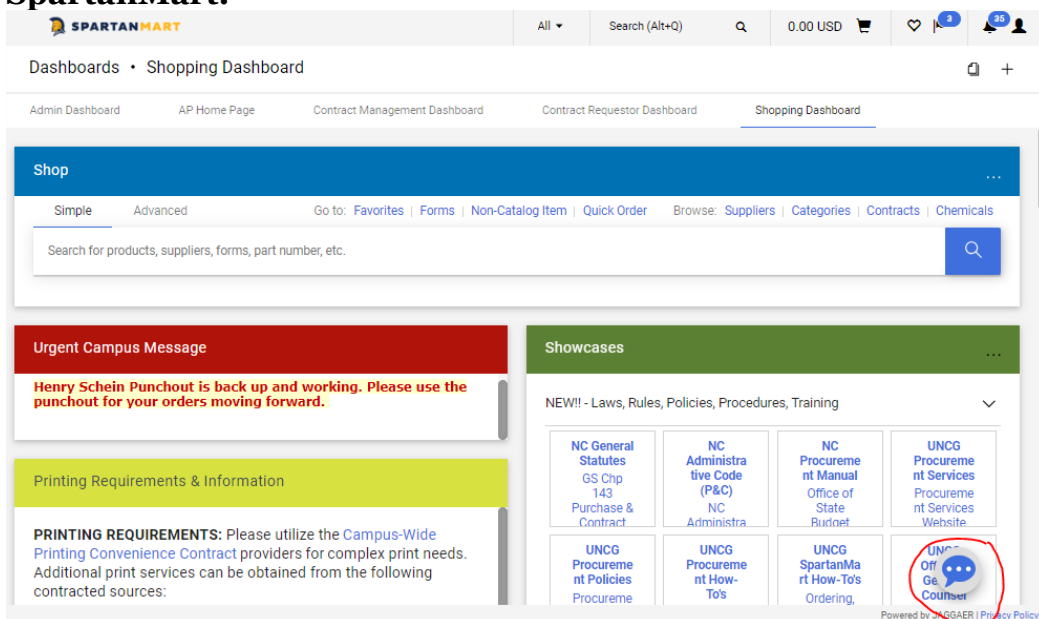 SpartanMart.
SPARTANMART
All
Search (Alt+Q)
0.00 USD
3
35
Dashboards • Shopping Dashboard
Admin Dashboard
AP Home Page
Contract Management Dashboard
Contract Requestor Dashboard
Shopping Dashboard
Shop
...
Simple
Advanced
Go to: Favorites | Forms | Non-Catalog Item | Quick Order
Browse: Suppliers | Categories | Contracts | Chemicals
Search for products, suppliers, forms, part number, etc.
Urgent Campus Message
Henry Schein Punchout is back up and working. Please use the
punchout for your orders moving forward.
Printing Requirements & Information
PRINTING REQUIREMENTS: Please utilize the Campus-Wide
Printing Convenience Contract providers for complex print needs.
Additional print services can be obtained from the following
contracted sources:
Showcases
...
NEW!! - Laws, Rules, Policies, Procedures, Training
NC General
Statutes
GS Chp
143
Purchase &
Contract
NC
Administra
tive Code
(P&C)
NC
Administra
NC
Procureme
nt Manual
Office of
State
Budget
UNCG
Procureme
nt Services
Procureme
nt Services
Website
UNCG
Procureme
nt Policies
Procureme
UNCG
Procureme
nt How-
To's
UNCG
SpartanMa
rt How-To's
Ordering,
Counsel
Powered by JAGGAER | Privacy Policy